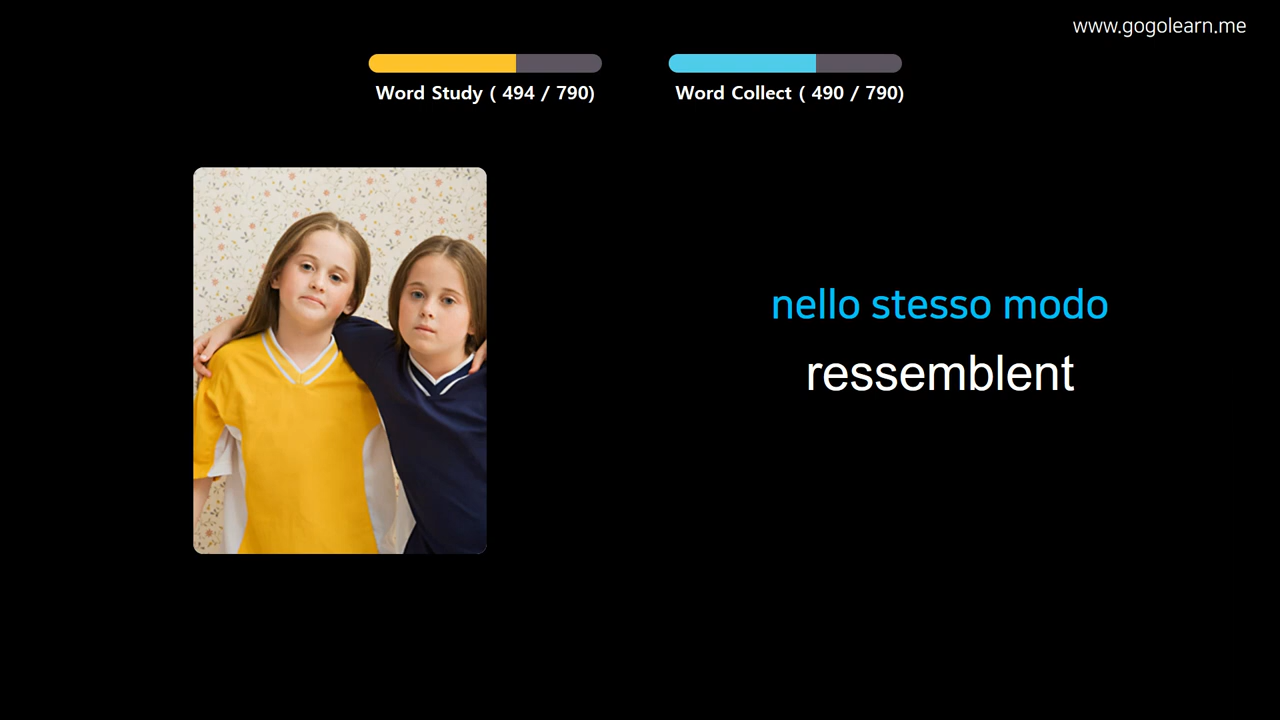 www.gogolearn.me
Word Study ( 494 / 790)
Word Collect ( 490 / 790)
nello stesso modo
ressemblent